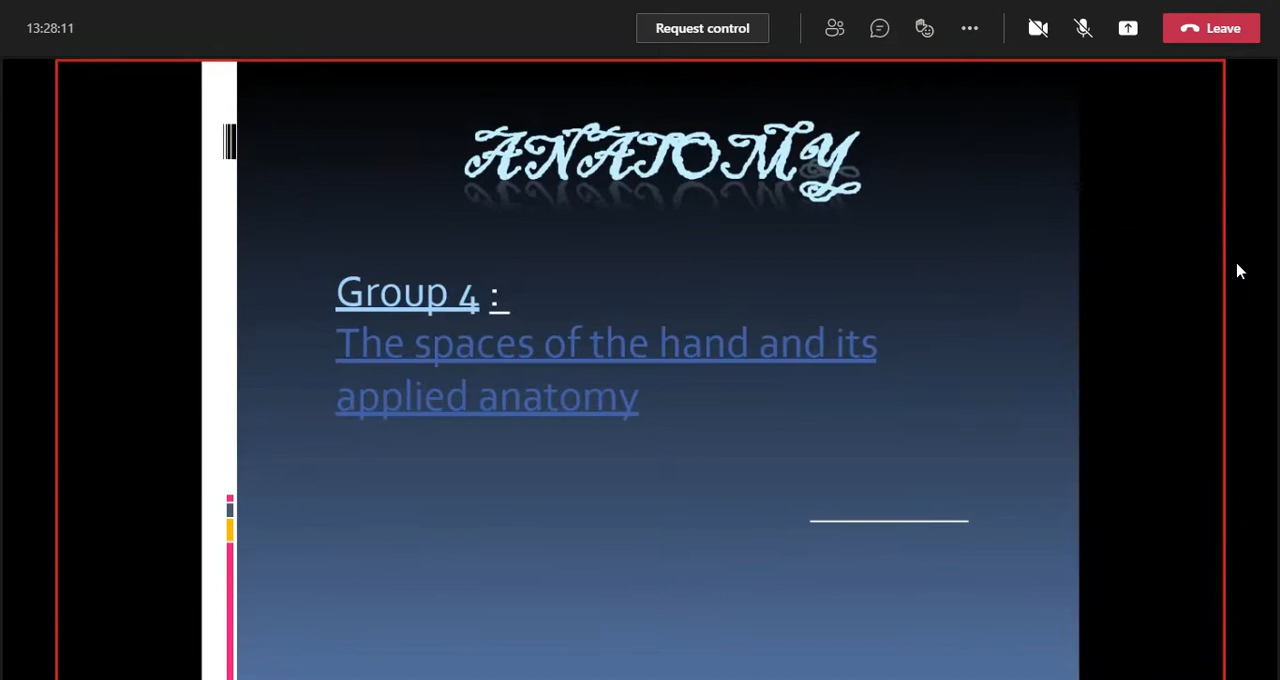 13:28:11
Request control
Leave
ANATOMY
Group 4 :
The spaces of the hand and its
applied anatomy